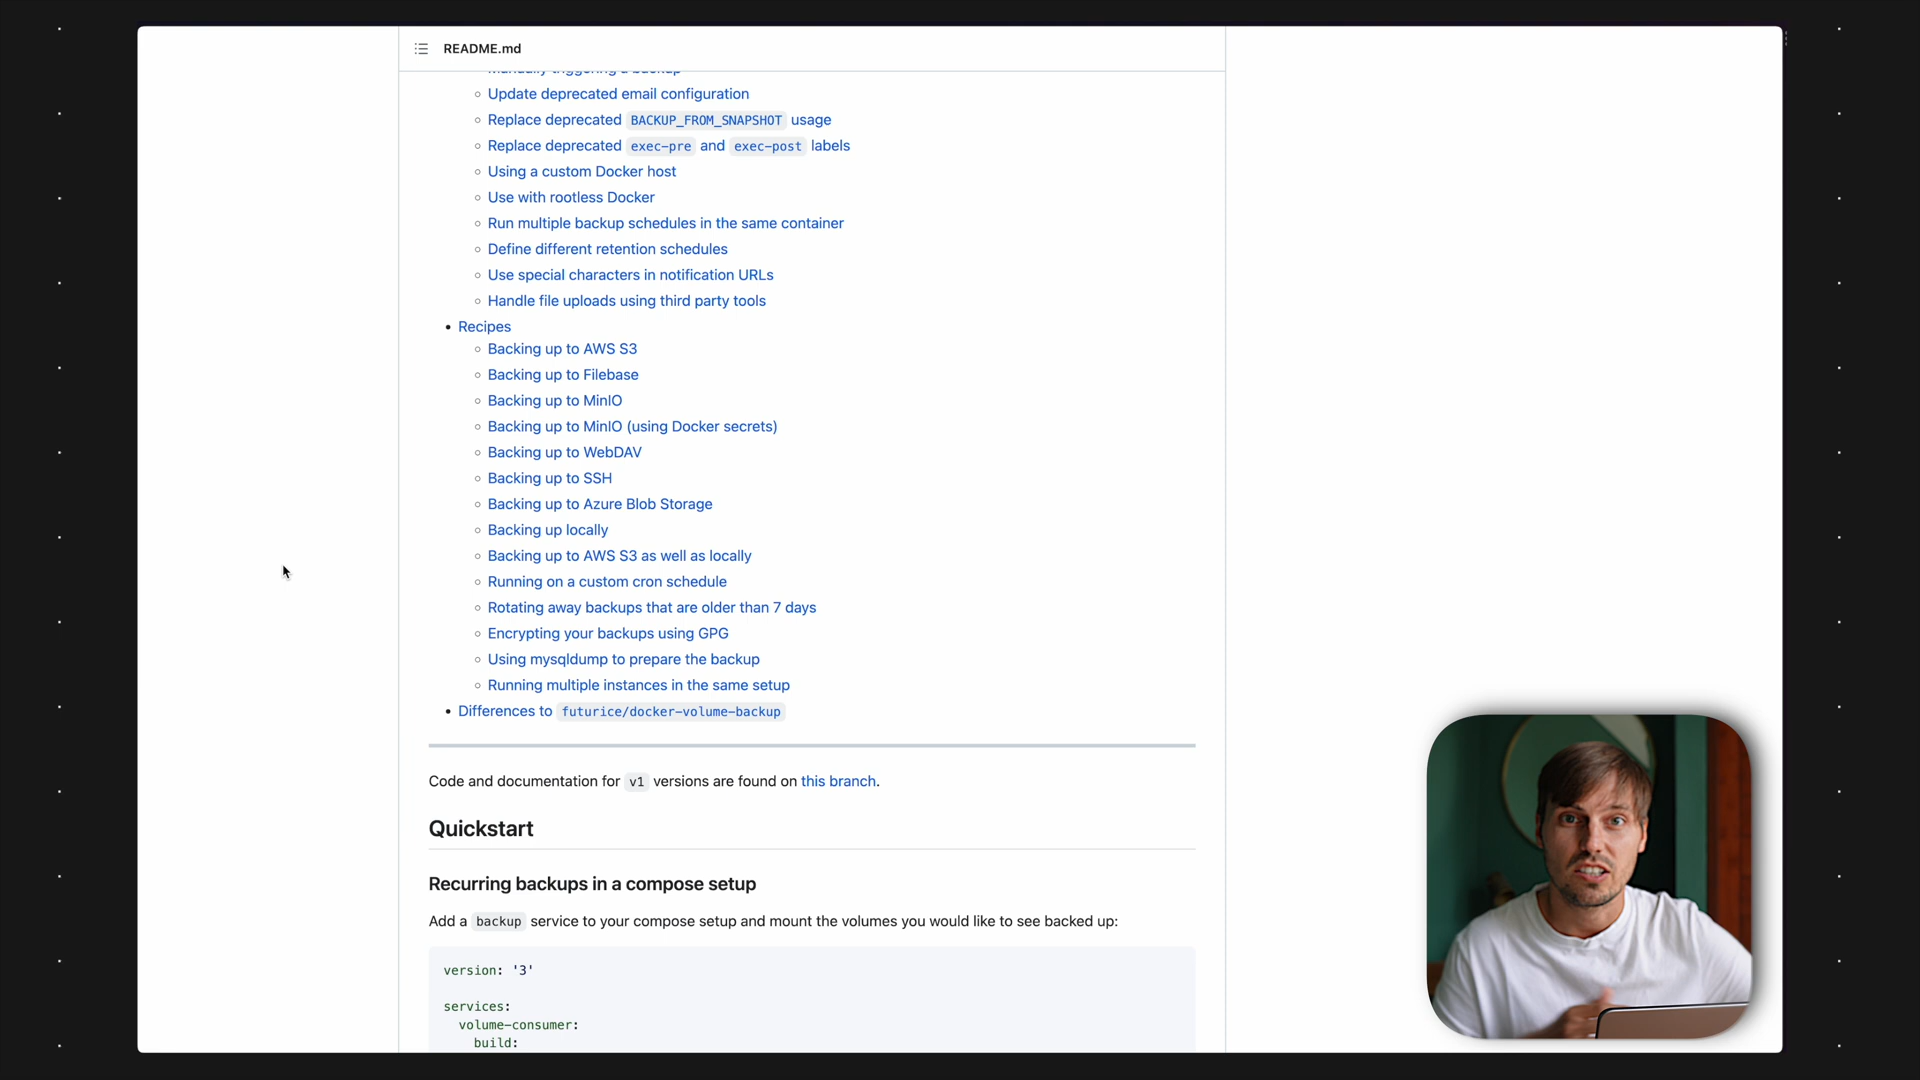 README.md
Manually triggering a backup
Update deprecated email configuration
Replace deprecated BACKUP_FROM_SNAPSHOT usage
Replace deprecated exec-pre and exec-post labels
Using a custom Docker host
Use with rootless Docker
Run multiple backup schedules in the same container
Define different retention schedules
Use special characters in notification URLs
Handle file uploads using third party tools
Recipes
Backing up to AWS S3
Backing up to Filebase
Backing up to MinIO
Backing up to MinIO (using Docker secrets)
Backing up to WebDAV
Backing up to SSH
Backing up to Azure Blob Storage
Backing up locally
Backing up to AWS S3 as well as locally
Running on a custom cron schedule
Rotating away backups that are older than 7 days
Encrypting your backups using GPG
Using mysqldump to prepare the backup
Running multiple instances in the same setup
Differences to futurice/docker-volume-backup
Code and documentation for v1 versions are found on this branch.
Quickstart
Recurring backups in a compose setup
Add a backup service to your compose setup and mount the volumes you would like to see backed up:
version: '3'
services:
volume-consumer:
build: